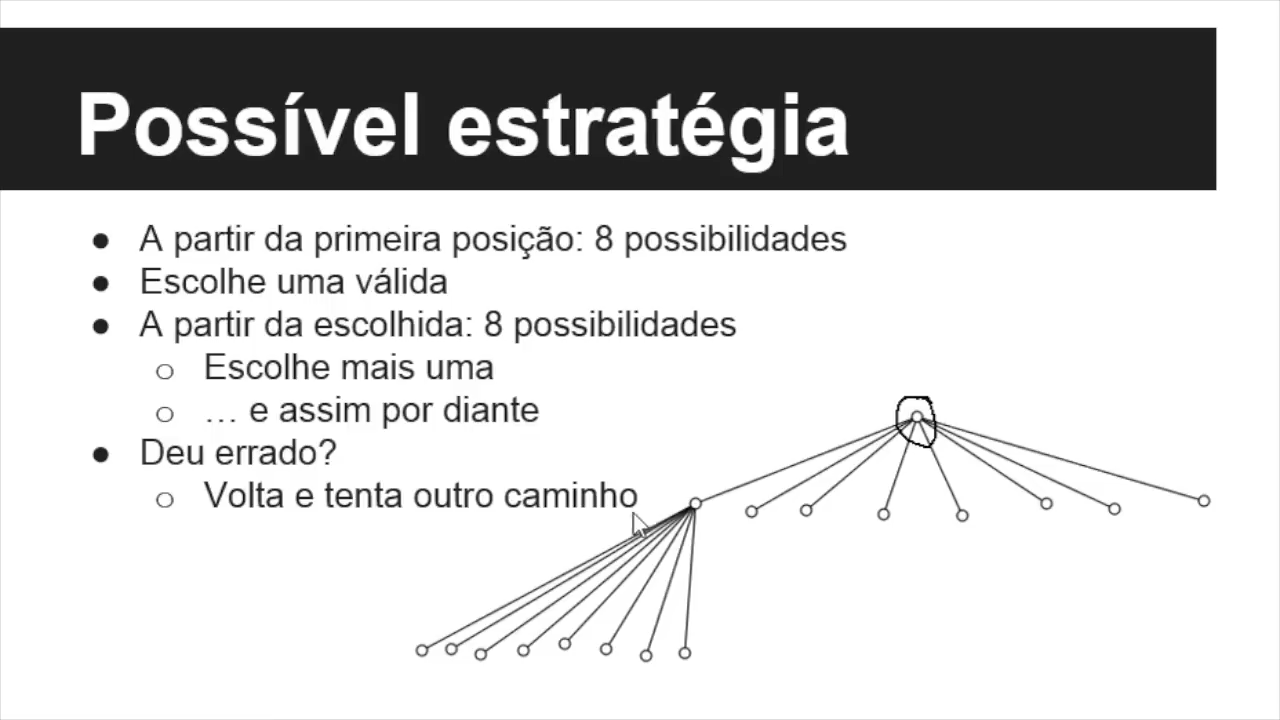 Possível estratégia
● A partir da primeira posição: 8 possibilidades
● Escolhe uma válida
● A partir da escolhida: 8 possibilidades
o Escolhe mais uma
o … e assim por diante
● Deu errado?
o Volta e tenta outro caminho